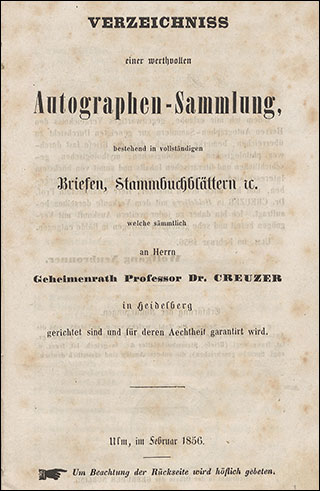 VERZEICHNISS
einer werthvollen
Autographen-Sammlung,
bestehend in vollständigen
Briefen, Stammbuchblättern ꝛc.
welche sämmtlich
an Herrn
Geheimenrath Professor Dr. CREUZER
in Heidelberg
gerichtet sind und für deren Aechtheit garantirt wird.
Ulm, im Februar 1856.
Um Beachtung der Rückseite wird höflich gebeten.